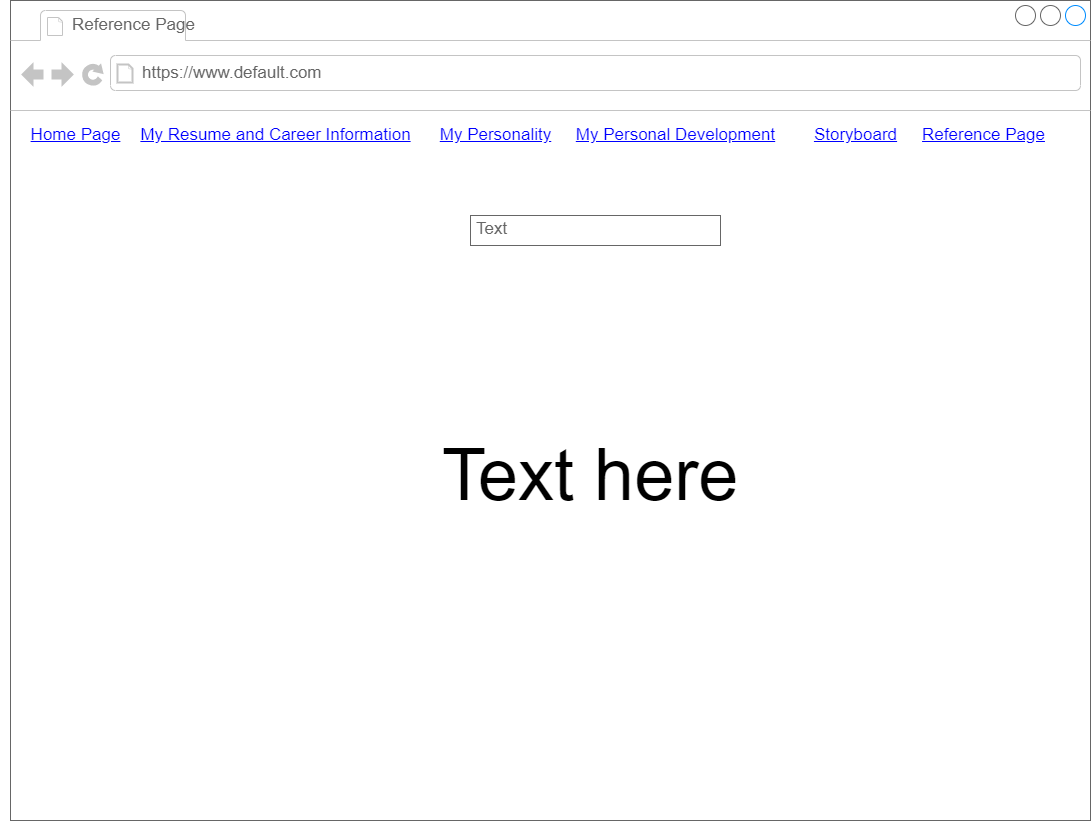 Reference Page
https://www.default.com
Home Page My Resume and Career Information My Personality My Personal Development Storyboard Reference Page
Text
Text here